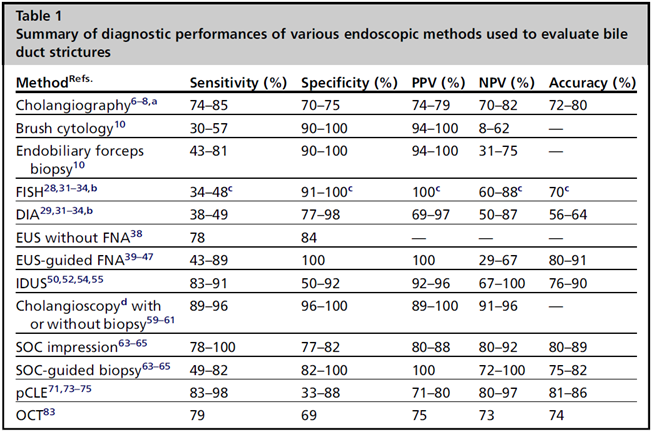 Table 1
Summary of diagnostic performances of various endoscopic methods used to evaluate bile
duct strictures
Method Refs. Sensitivity (%) Specificity (%) PPV (%) NPV (%) Accuracy (%)
Cholangiography 6–8,a 74–85 70–75 74–79 70–82 72–80
Brush cytology 10 30–57 90–100 94–100 8–62 —
Endobiliary forceps 43–81 90–100 94–100 31–75 —
biopsy 10
FISH 28,31–34,b 34–48c 91–100c 100c 60–88c 70c
DIA 29,31–34,b 38–49 77–98 69–97 50–87 56–64
EUS without FNA 38 78 84 — — —
EUS-guided FNA 39–47 43–89 100 100 29–67 80–91
IDUS 50,52,54,55 83–91 50–92 92–96 67–100 76–90
Cholangioscopy d with 89–96 96–100 89–100 91–96 —
or without biopsy 59–61
SOC impression 63–65 78–100 77–82 80–88 80–92 80–89
SOC-guided biopsy 63–65 49–82 82–100 100 72–100 75–82
pCLE 71,73–75 83–98 33–88 71–80 80–97 81–86
OCT 83 79 69 75 73 74